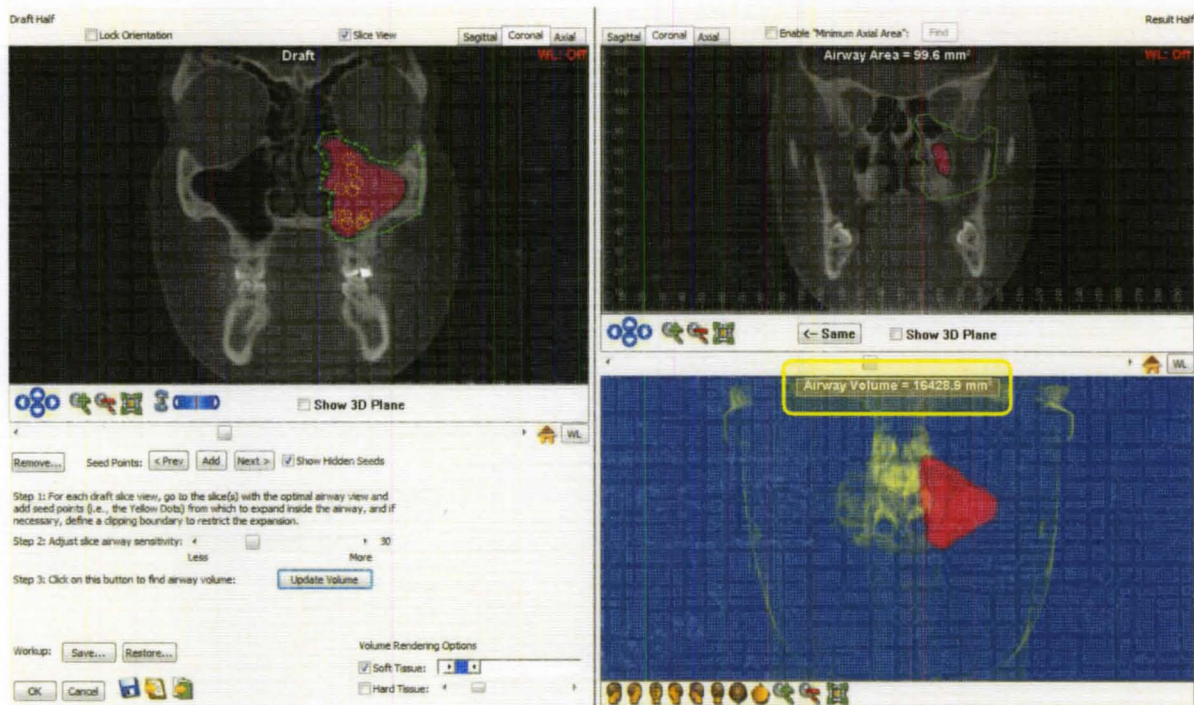 Draft Half
Lock Orientation
Slice View
Sagittal Coronal Axial
Draft
WL: Off
Show 3D Plane
WL
Remove... Seed Points: < Prev Add Next > Show Hidden Seeds
Step 1: For each draft slice view, go to the slice(s) with the optimal airway view and
add seed points (i.e., the Yellow Dots) from which to expand inside the airway, and if
necessary, define a clipping boundary to restrict the expansion.
Step 2: Adjust slice airway sensitivity: 30
Less More
Step 3: Click on this button to find airway volume: Update Volume
Workup: Save... Restore...
OK Cancel
Volume Rendering Options
Soft Tissue:
Hard Tissue:
Result Half
Sagittal Coronal Axial
Enable "Minimum Axial Area": Find
Airway Area = 99.6 mm²
WL: Off
<- Same Show 3D Plane
WL
Airway Volume = 16428.9 mm³